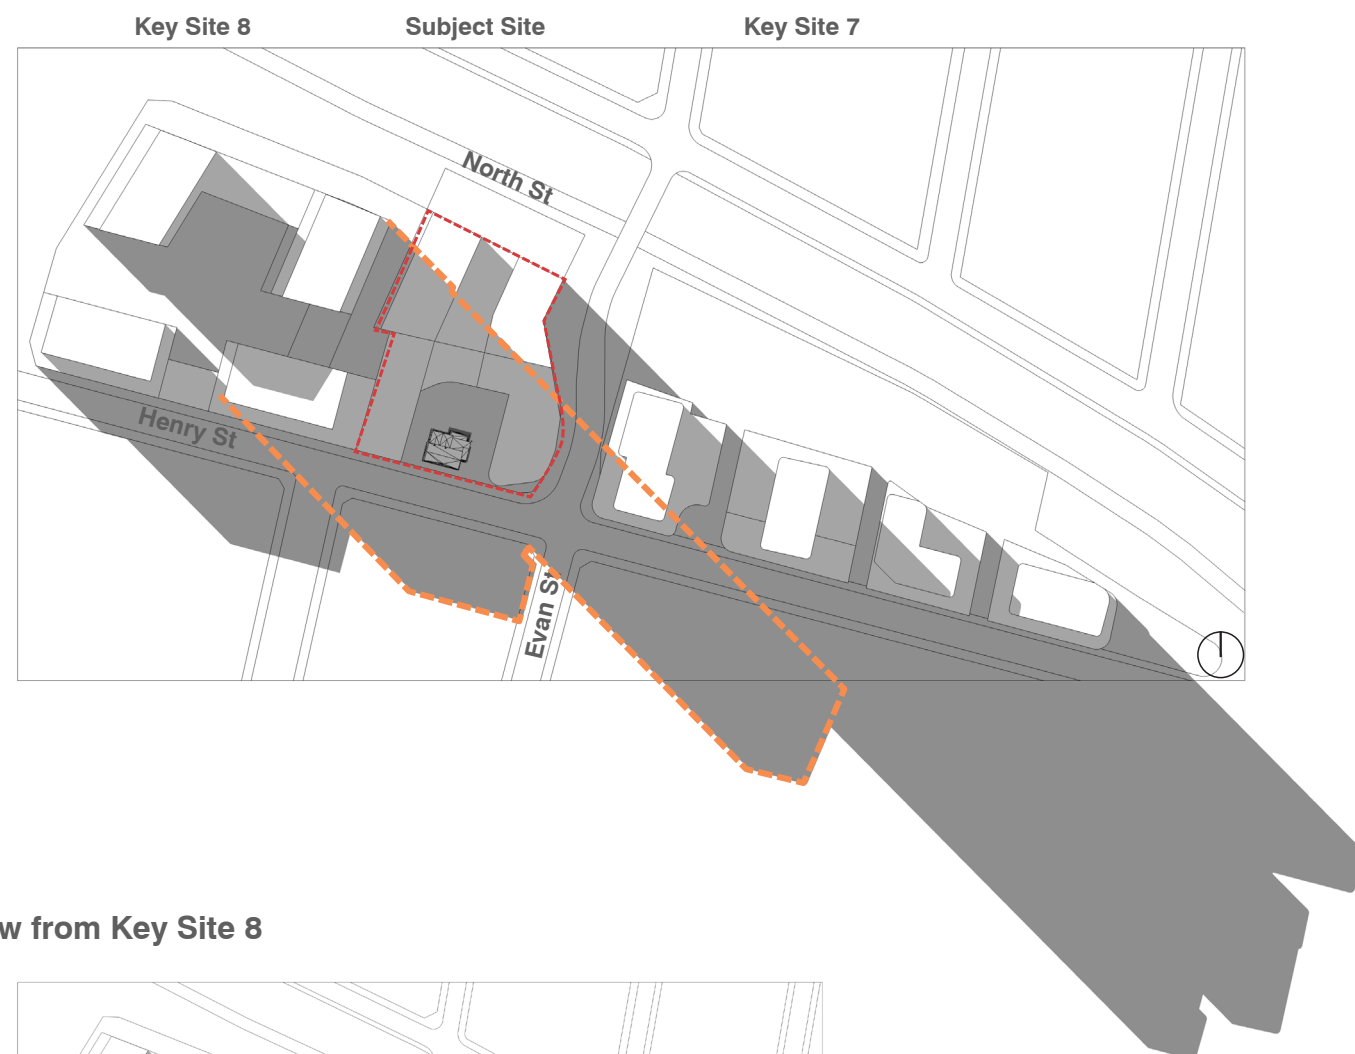 Key Site 8
Subject Site
Key Site 7
North St
Henry St
Evan St
w from Key Site 8